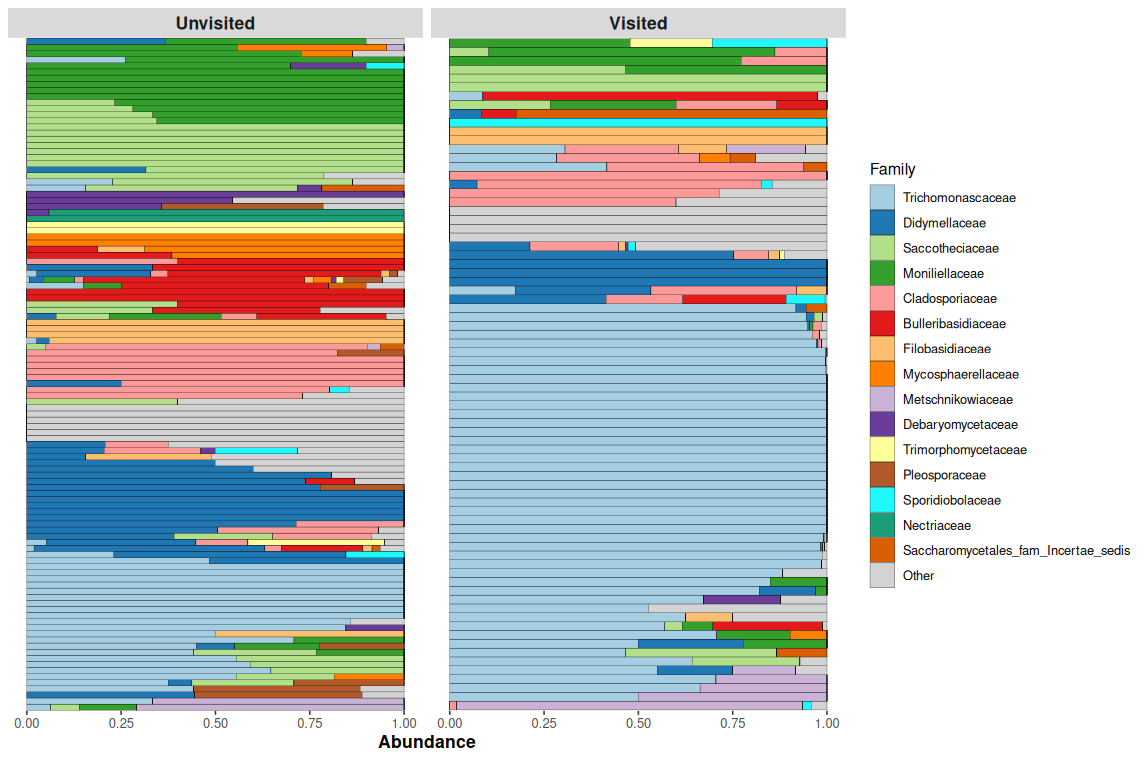 Unvisited
Visited
0.00 0.25 0.50 0.75 1.00
0.00 0.25 0.50 0.75 1.00
Abundance
Family
Trichomonascaceae
Didymellaceae
Saccotheciaceae
Moniliellaceae
Cladosporiaceae
Bulleribasidiaceae
Filobasidiaceae
Mycosphaerellaceae
Metschnikowiaceae
Debaryomycetaceae
Trimorphomycetaceae
Pleosporaceae
Sporidiobolaceae
Nectriaceae
Saccharomycetales_fam_Incertae_sedis
Other